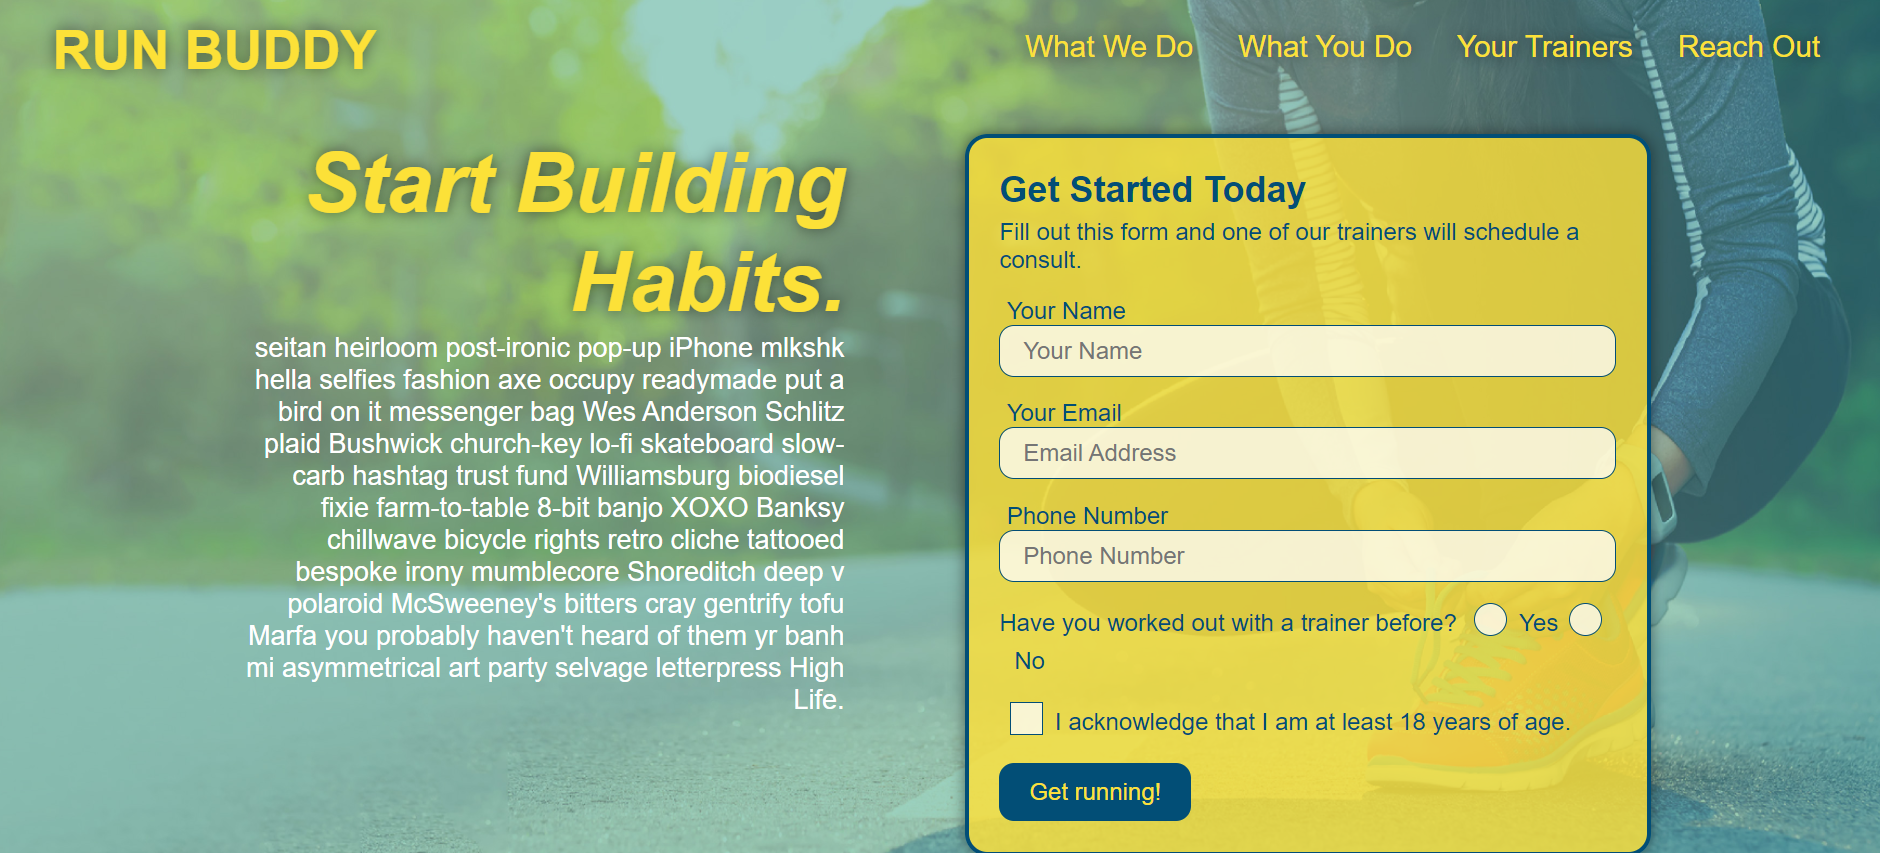 RUN BUDDY
What We Do
What You Do
Your Trainers
Reach Out
Start Building
Habits.
seitan heirloom post-ironic pop-up iPhone mlkshk
hella selfies fashion axe occupy readymade put a
bird on it messenger bag Wes Anderson Schlitz
plaid Bushwick church-key lo-fi skateboard slow-
carb hashtag trust fund Williamsburg biodiesel
fixie farm-to-table 8-bit banjo XOXO Banksy
chillwave bicycle rights retro cliche tattooed
bespoke irony mumblecore Shoreditch deep v
polaroid McSweeney's bitters cray gentrify tofu
Marfa you probably haven't heard of them yr banh
mi asymmetrical art party selvage letterpress High
Life.
Get Started Today
Fill out this form and one of our trainers will schedule a
consult.
Your Name
Your Name
Your Email
Email Address
Phone Number
Phone Number
Have you worked out with a trainer before? Yes
No
I acknowledge that I am at least 18 years of age.
Get running!